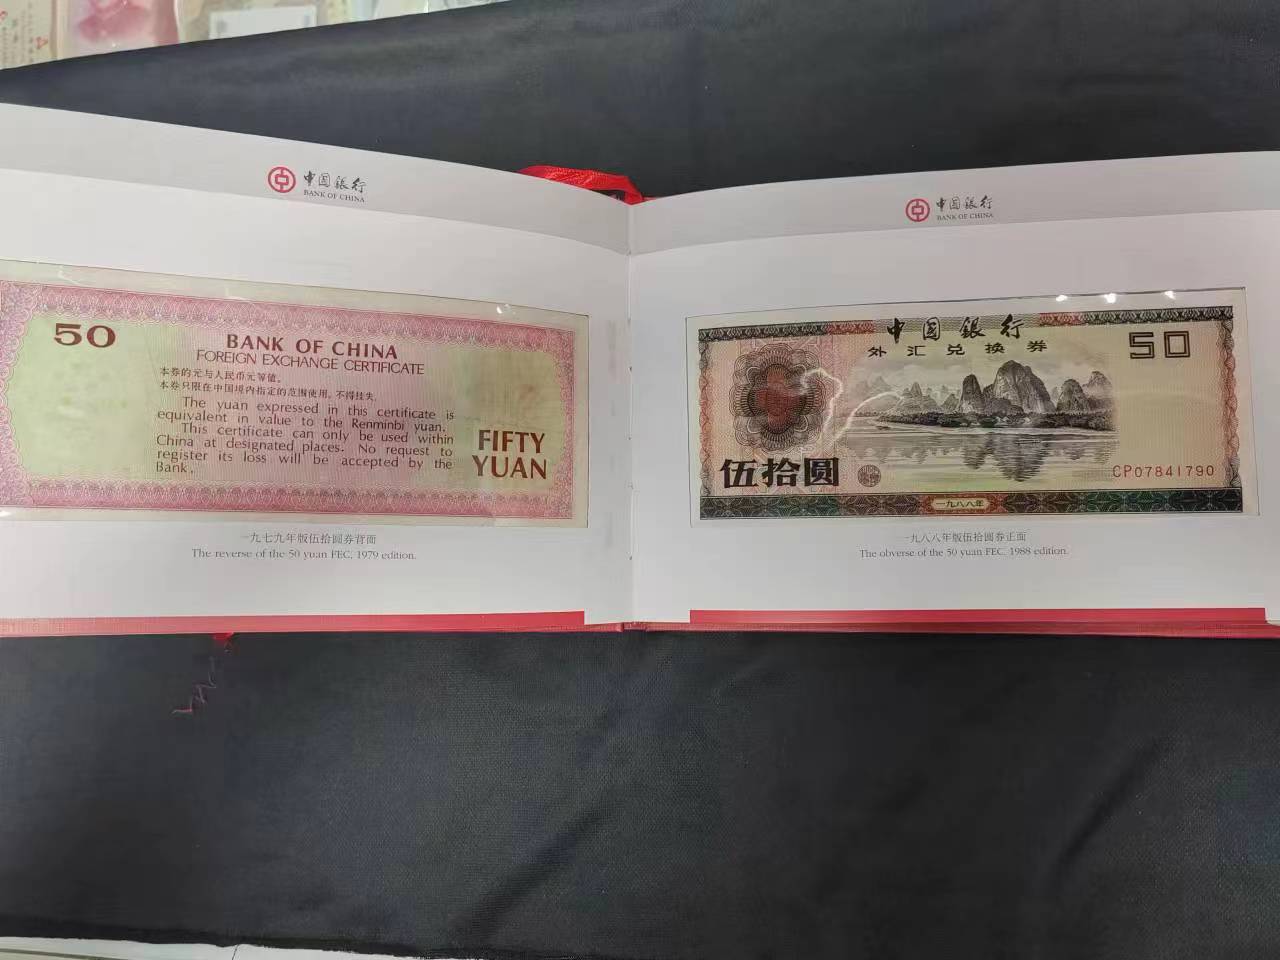 中国银行
BANK OF CHINA
50
BANK OF CHINA
FOREIGN EXCHANGE CERTIFICATE
本券的元与人民币元等值。
本券只限在中国境内指定的范围使用,不得挂失。
The yuan expressed in this certificate is
equivalent in value to the Renminbi yuan.
This certificate can only be used within
China at designated places. No request to
register its loss will be accepted by the
Bank.
FIFTY
YUAN
一九七九年版伍拾圆券背面
The reverse of the 50 yuan FEC, 1979 edition.
中国银行
BANK OF CHINA
中国银行
外汇兑换券
50
伍拾圆
CP07841790
一九八八年
一九八八年版伍拾圆券正面
The obverse of the 50 yuan FEC, 1988 edition.